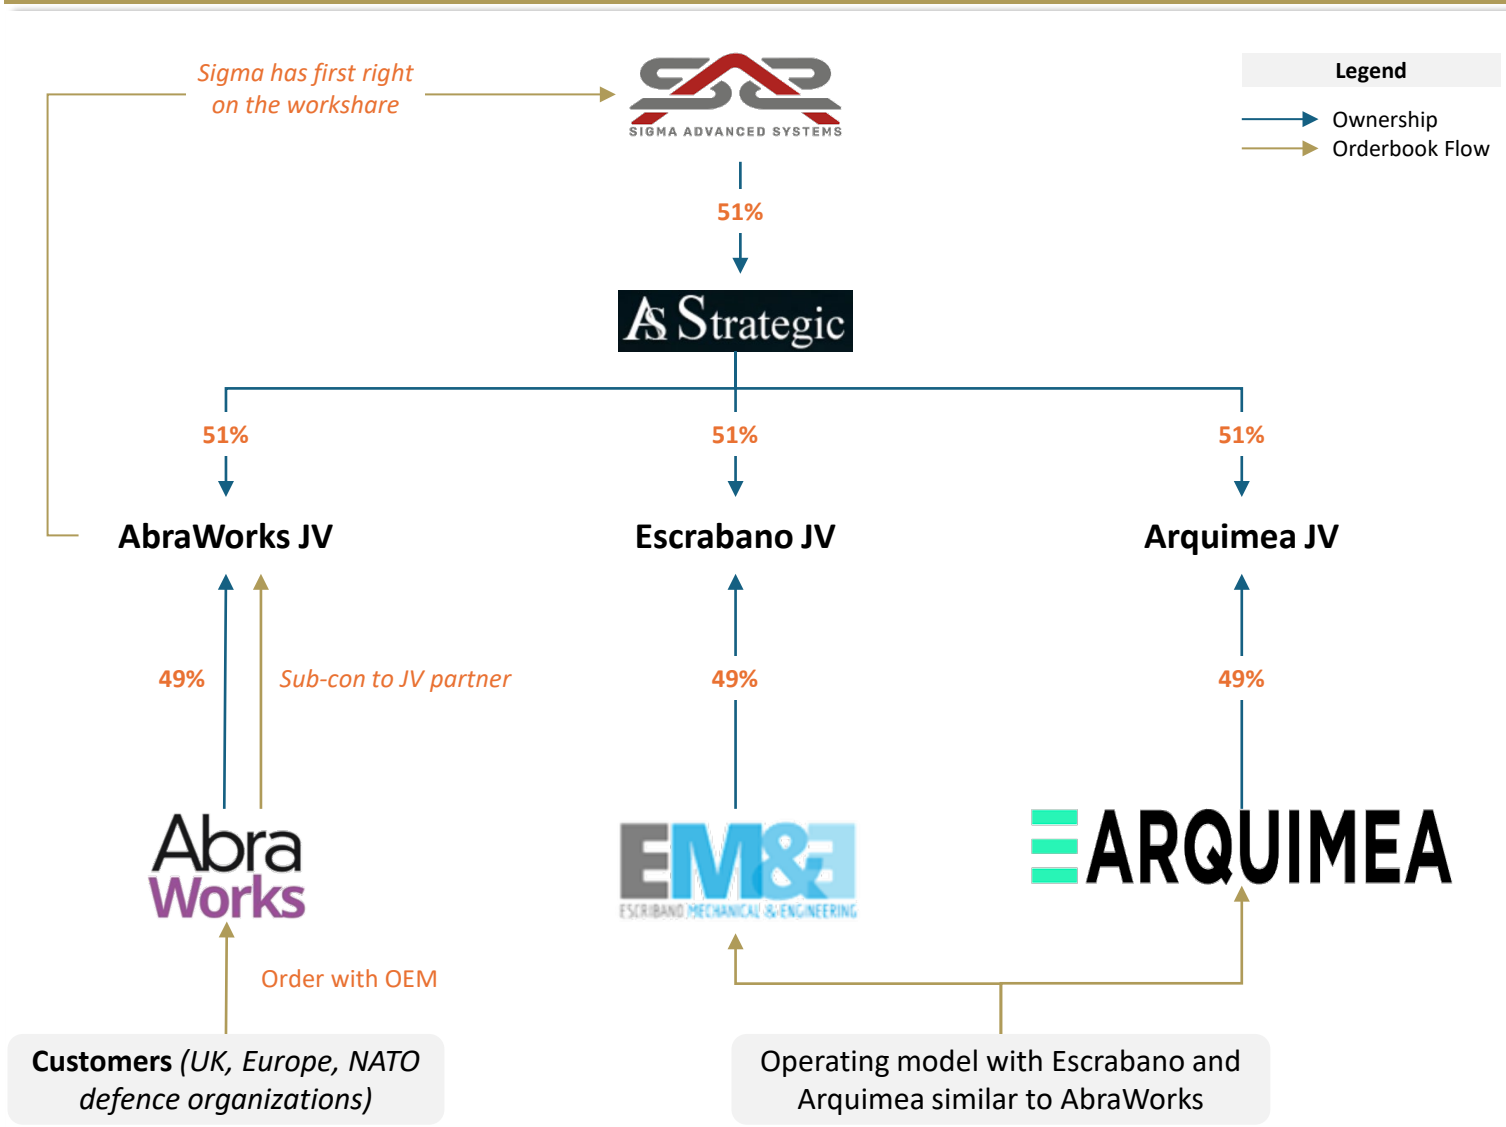 Sigma has first right
on the workshare
SIGMA ADVANCED SYSTEMS
Legend
Ownership
Orderbook Flow
51%
AS Strategic
51%
51%
51%
AbraWorks JV
Escrabano JV
Arquimea JV
49%
Sub-con to JV partner
49%
49%
Abra
Works
EM&E
ESCRIBANO MECHANICAL & ENGINEERING
ARQUIMEA
Order with OEM
Customers (UK, Europe, NATO
defence organizations)
Operating model with Escrabano and
Arquimea similar to AbraWorks